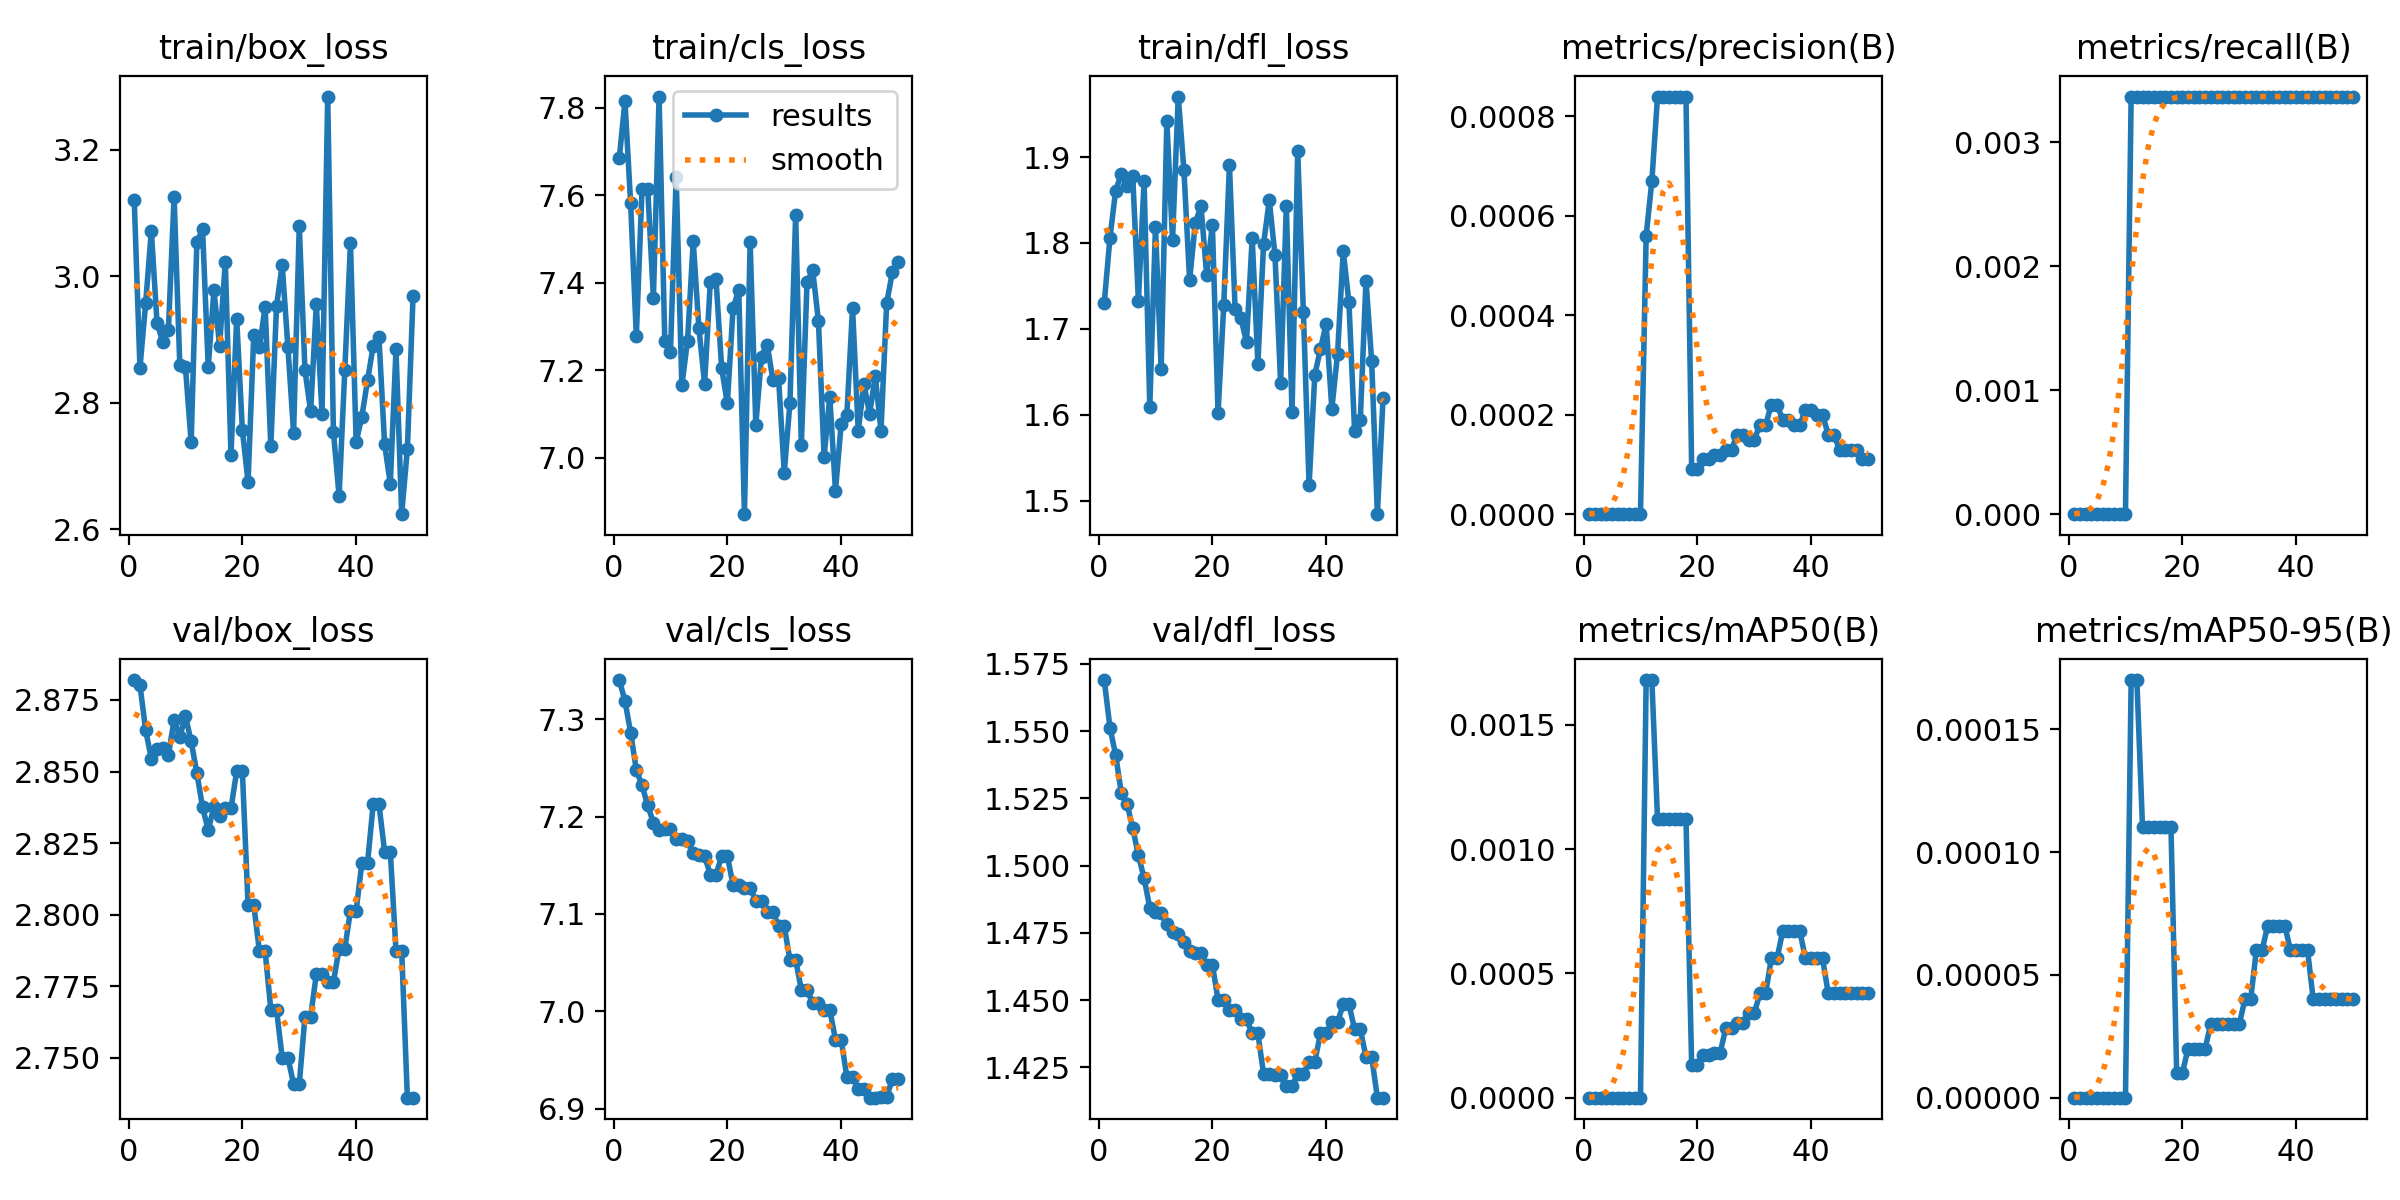 train/box_loss
3.2
3.0
2.8
2.6
0 20 40
train/cls_loss
results
smooth
7.8
7.6
7.4
7.2
7.0
0 20 40
train/dfl_loss
1.9
1.8
1.7
1.6
1.5
0 20 40
metrics/precision(B)
0.0008
0.0006
0.0004
0.0002
0.0000
0 20 40
metrics/recall(B)
0.003
0.002
0.001
0.000
0 20 40
val/box_loss
2.875
2.850
2.825
2.800
2.775
2.750
0 20 40
val/cls_loss
7.3
7.2
7.1
7.0
6.9
0 20 40
val/dfl_loss
1.575
1.550
1.525
1.500
1.475
1.450
1.425
0 20 40
metrics/mAP50(B)
0.0015
0.0010
0.0005
0.0000
0 20 40
metrics/mAP50-95(B)
0.00015
0.00010
0.00005
0.00000
0 20 40